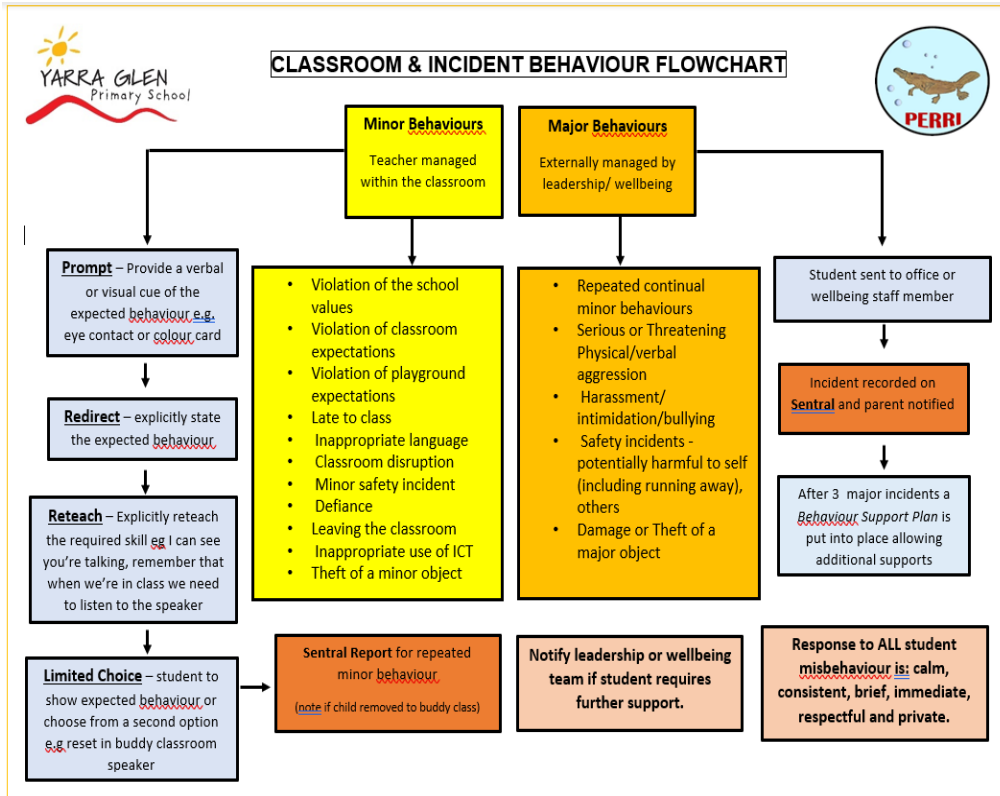 YARRA GLEN
Primary School
CLASSROOM & INCIDENT BEHAVIOUR FLOWCHART
PERRI
Minor Behaviours
Teacher managed
within the classroom
Major Behaviours
Externally managed by
leadership/ wellbeing
Prompt – Provide a verbal
or visual cue of the
expected behaviour e.g.
eye contact or colour card
Redirect – explicitly state
the expected behaviour
Reteach – Explicitly reteach
the required skill eg I can see
you're talking, remember that
when we're in class we need
to listen to the speaker
Limited Choice – student to
show expected behaviour or
choose from a second option
e.g reset in buddy classroom
speaker
• Violation of the school
values
• Violation of classroom
expectations
• Violation of playground
expectations
• Late to class
• Inappropriate language
• Classroom disruption
• Minor safety incident
• Defiance
• Leaving the classroom
• Inappropriate use of ICT
• Theft of a minor object
Sentral Report for repeated
minor behaviour
(note if child removed to buddy class)
• Repeated continual
minor behaviours
• Serious or Threatening
Physical/verbal
aggression
• Harassment/
intimidation/bullying
• Safety incidents -
potentially harmful to self
(including running away),
others
• Damage or Theft of a
major object
Notify leadership or wellbeing
team if student requires
further support.
Student sent to office or
wellbeing staff member
Incident recorded on
Sentral and parent notified
After 3 major incidents a
Behaviour Support Plan is
put into place allowing
additional supports
Response to ALL student
misbehaviour is: calm,
consistent, brief, immediate,
respectful and private.